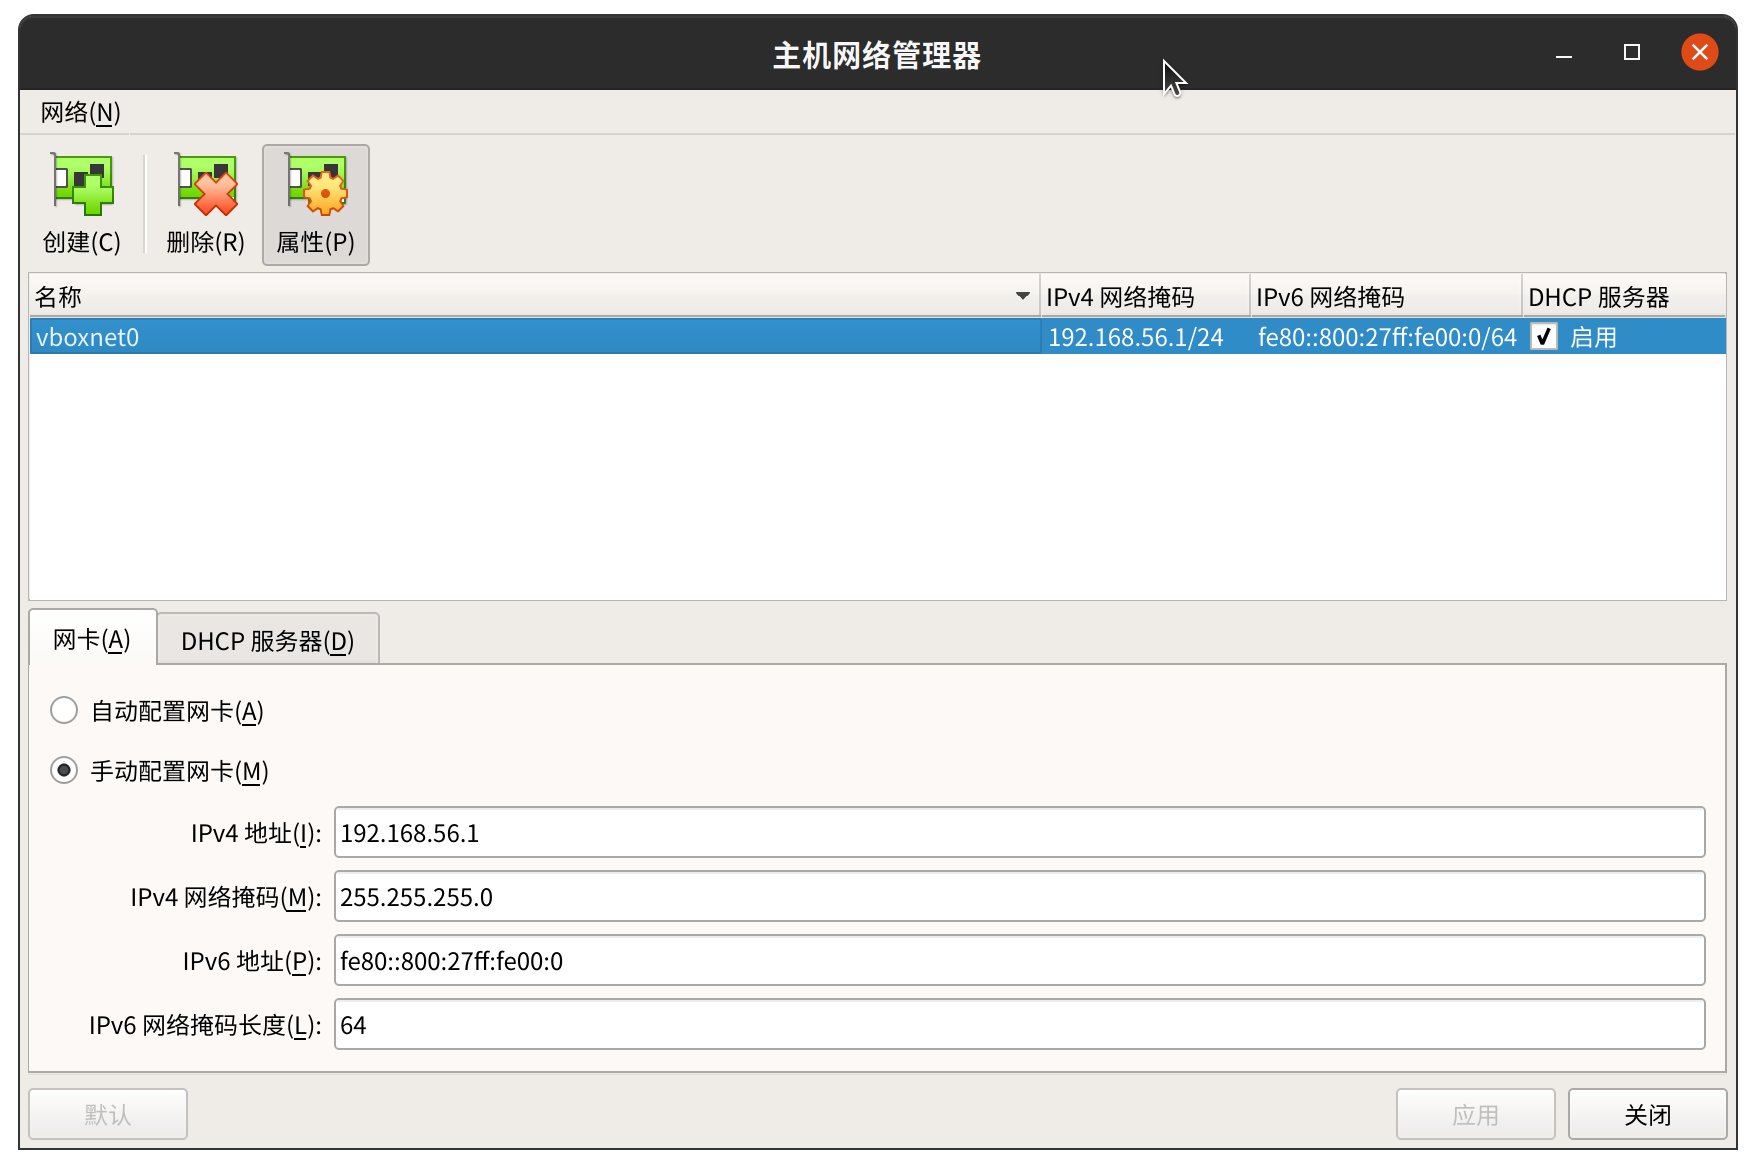 主机网络管理器
网络(N)
创建(C) 删除(R) 属性(P)
名称 IPv4 网络掩码 IPv6 网络掩码 DHCP 服务器
vboxnet0 192.168.56.1/24 fe80::800:27ff:fe00:0/64 启用
网卡(A) DHCP 服务器(D)
自动配置网卡(A)
手动配置网卡(M)
IPv4 地址(I): 192.168.56.1
IPv4 网络掩码(M): 255.255.255.0
IPv6 地址(P): fe80::800:27ff:fe00:0
IPv6 网络掩码长度(L): 64
默认 应用 关闭